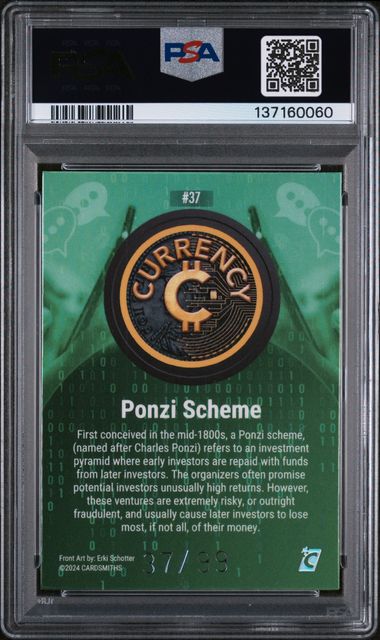 PSA
PSA
137160060
#37
CURRENCY
Ponzi Scheme
First conceived in the mid-1800s, a Ponzi scheme,
(named after Charles Ponzi) refers to an investment
pyramid where early investors are repaid with funds
from later investors. The organizers often promise
potential investors unusually high returns. However,
these ventures are extremely risky, or outright
fraudulent, and usually cause later investors to lose
most, if not all, of their money.
Front Art by: Erki Schotter
©2024 CARDSMITHS
37/99
PSA